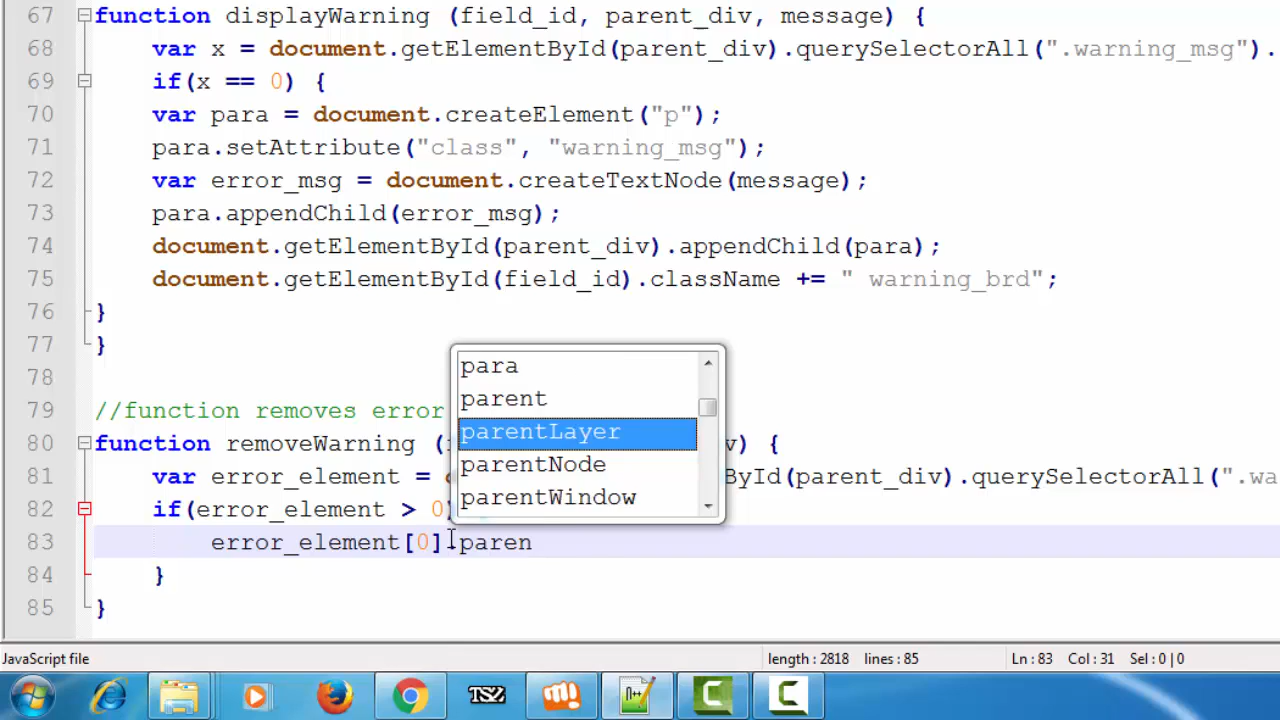 67 function displayWarning (field_id, parent_div, message) {
68 var x = document.getElementById(parent_div).querySelectorAll(".warning_msg").
69 if(x == 0) {
70 var para = document.createElement("p");
71 para.setAttribute("class", "warning_msg");
72 var error_msg = document.createTextNode(message);
73 para.appendChild(error_msg);
74 document.getElementById(parent_div).appendChild(para);
75 document.getElementById(field_id).className += " warning_brd";
76 }
77 }
78
79 //function removes error
80 function removeWarning ( v) {
81 var error_element = ById(parent_div).querySelectorAll(".wa
82 if(error_element > 0)
83 error_element[0].paren
84 }
85 }
para
parent
parentLayer
parentNode
parentWindow
JavaScript file length : 2818 lines : 85 Ln : 83 Col : 31 Sel : 0 | 0
TSZ